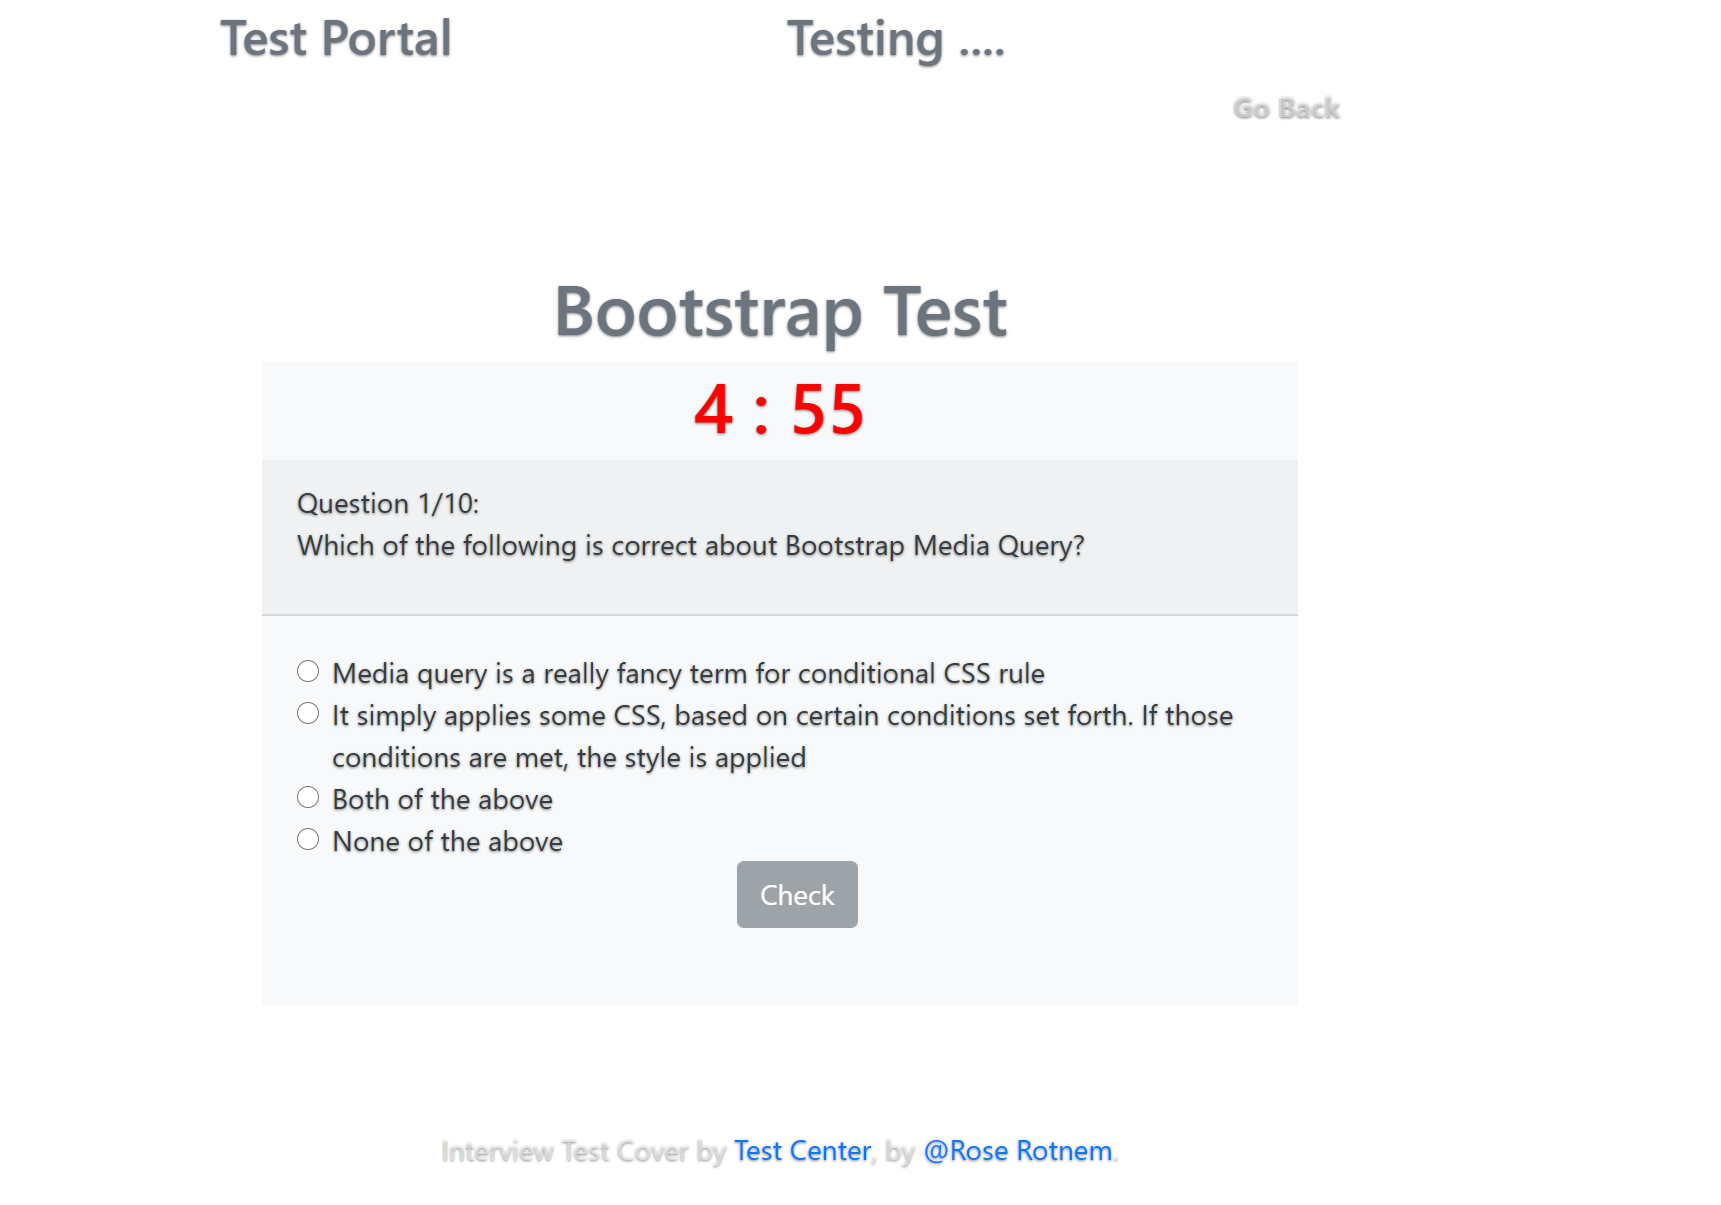 Test Portal
Testing ....
Go Back
Bootstrap Test
4 : 55
Question 1/10:
Which of the following is correct about Bootstrap Media Query?
Media query is a really fancy term for conditional CSS rule
It simply applies some CSS, based on certain conditions set forth. If those
conditions are met, the style is applied
Both of the above
None of the above
Check
Interview Test Cover by Test Center, by @Rose Rotnem.